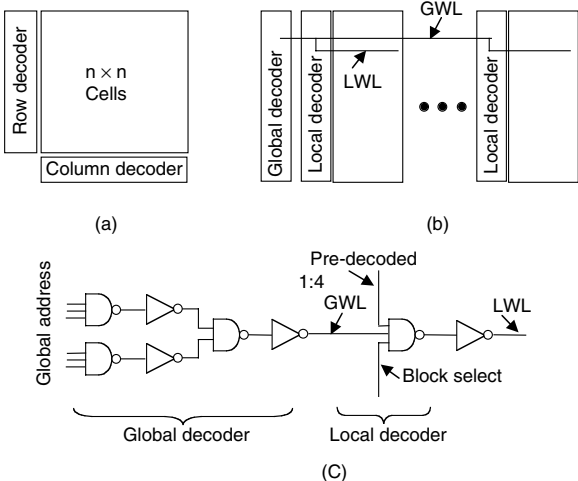 Row decoder
n × n
Cells
Column decoder
(a)
GWL
LWL
Global decoder
Local decoder
Local decoder
(b)
Global address
Pre-decoded
1:4
GWL
LWL
Block select
Global decoder
Local decoder
(C)